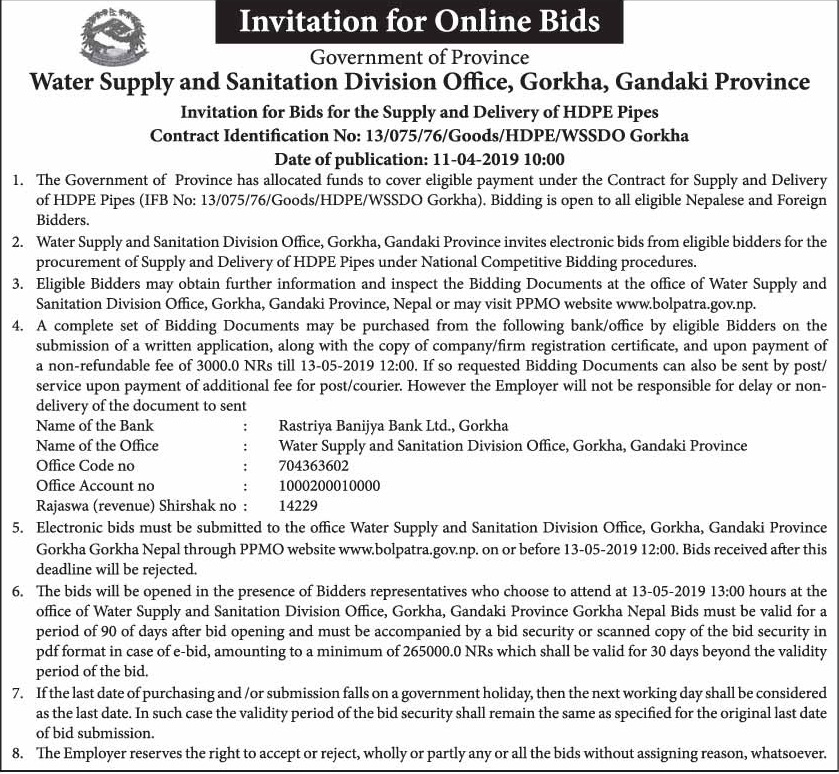 Invitation for Online Bids
Government of Province
Water Supply and Sanitation Division Office, Gorkha, Gandaki Province
Invitation for Bids for the Supply and Delivery of HDPE Pipes
Contract Identification No: 13/075/76/Goods/HDPE/WSSDO Gorkha
Date of publication: 11-04-2019 10:00
1. The Government of Province has allocated funds to cover eligible payment under the Contract for Supply and Delivery
of HDPE Pipes (IFB No: 13/075/76/Goods/HDPE/WSSDO Gorkha). Bidding is open to all eligible Nepalese and Foreign
Bidders.
2. Water Supply and Sanitation Division Office, Gorkha, Gandaki Province invites electronic bids from eligible bidders for the
procurement of Supply and Delivery of HDPE Pipes under National Competitive Bidding procedures.
3. Eligible Bidders may obtain further information and inspect the Bidding Documents at the office of Water Supply and
Sanitation Division Office, Gorkha, Gandaki Province, Nepal or may visit PPMO website www.bolpatra.gov.np.
4. A complete set of Bidding Documents may be purchased from the following bank/office by eligible Bidders on the
submission of a written application, along with the copy of company/firm registration certificate, and upon payment of
a non-refundable fee of 3000.0 NRs till 13-05-2019 12:00. If so requested Bidding Documents can also be sent by post/
service upon payment of additional fee for post/courier. However the Employer will not be responsible for delay or non-
delivery of the document to sent
Name of the Bank : Rastriya Banijya Bank Ltd., Gorkha
Name of the Office : Water Supply and Sanitation Division Office, Gorkha, Gandaki Province
Office Code no : 704363602
Office Account no : 1000200010000
Rajaswa (revenue) Shirshak no : 14229
5. Electronic bids must be submitted to the office Water Supply and Sanitation Division Office, Gorkha, Gandaki Province
Gorkha Gorkha Nepal through PPMO website www.bolpatra.gov.np. on or before 13-05-2019 12:00. Bids received after this
deadline will be rejected.
6. The bids will be opened in the presence of Bidders representatives who choose to attend at 13-05-2019 13:00 hours at the
office of Water Supply and Sanitation Division Office, Gorkha, Gandaki Province Gorkha Nepal Bids must be valid for a
period of 90 of days after bid opening and must be accompanied by a bid security or scanned copy of the bid security in
pdf format in case of e-bid, amounting to a minimum of 265000.0 NRs which shall be valid for 30 days beyond the validity
period of the bid.
7. If the last date of purchasing and /or submission falls on a government holiday, then the next working day shall be considered
as the last date. In such case the validity period of the bid security shall remain the same as specified for the original last date
of bid submission.
8. The Employer reserves the right to accept or reject, wholly or partly any or all the bids without assigning reason, whatsoever.